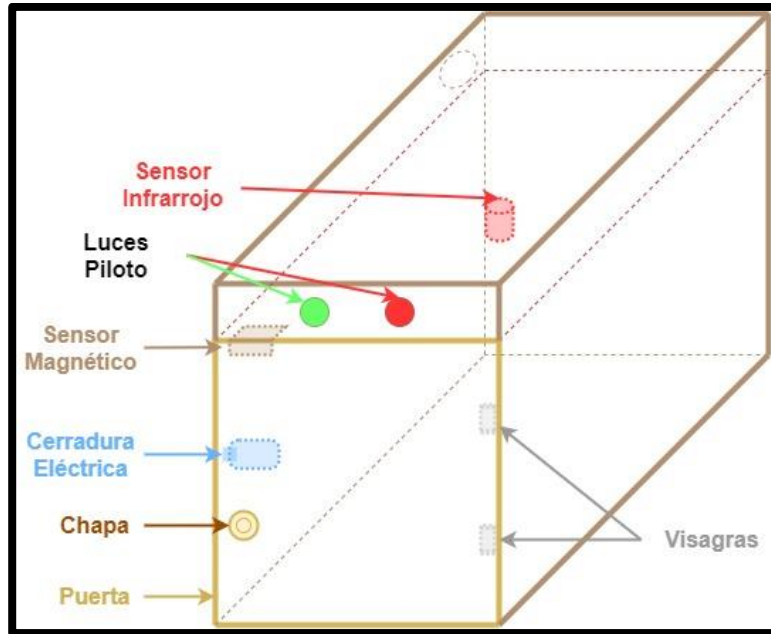 Sensor
Infrarrojo
Luces
Piloto
Sensor
Magnético
Cerradura
Eléctrica
Chapa
Visagras
Puerta